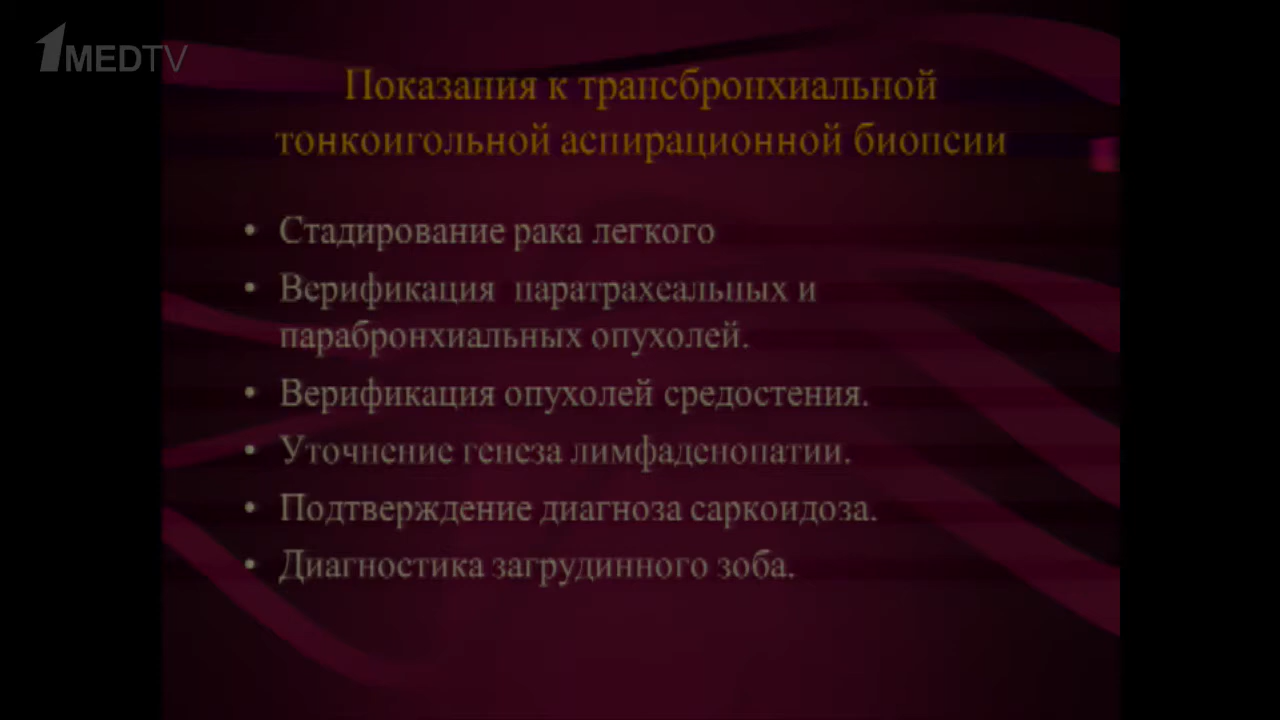 1MEDTV
Показания к трансбронхиальной
тонкоигольной аспирационной биопсии
• Стадирование рака легкого
• Верификация паратрахеальных и
парабронхиальных опухолей.
• Верификация опухолей средостения.
• Уточнение генеза лимфаденопатии.
• Подтверждение диагноза саркоидоза.
• Диагностика загрудинного зоба.